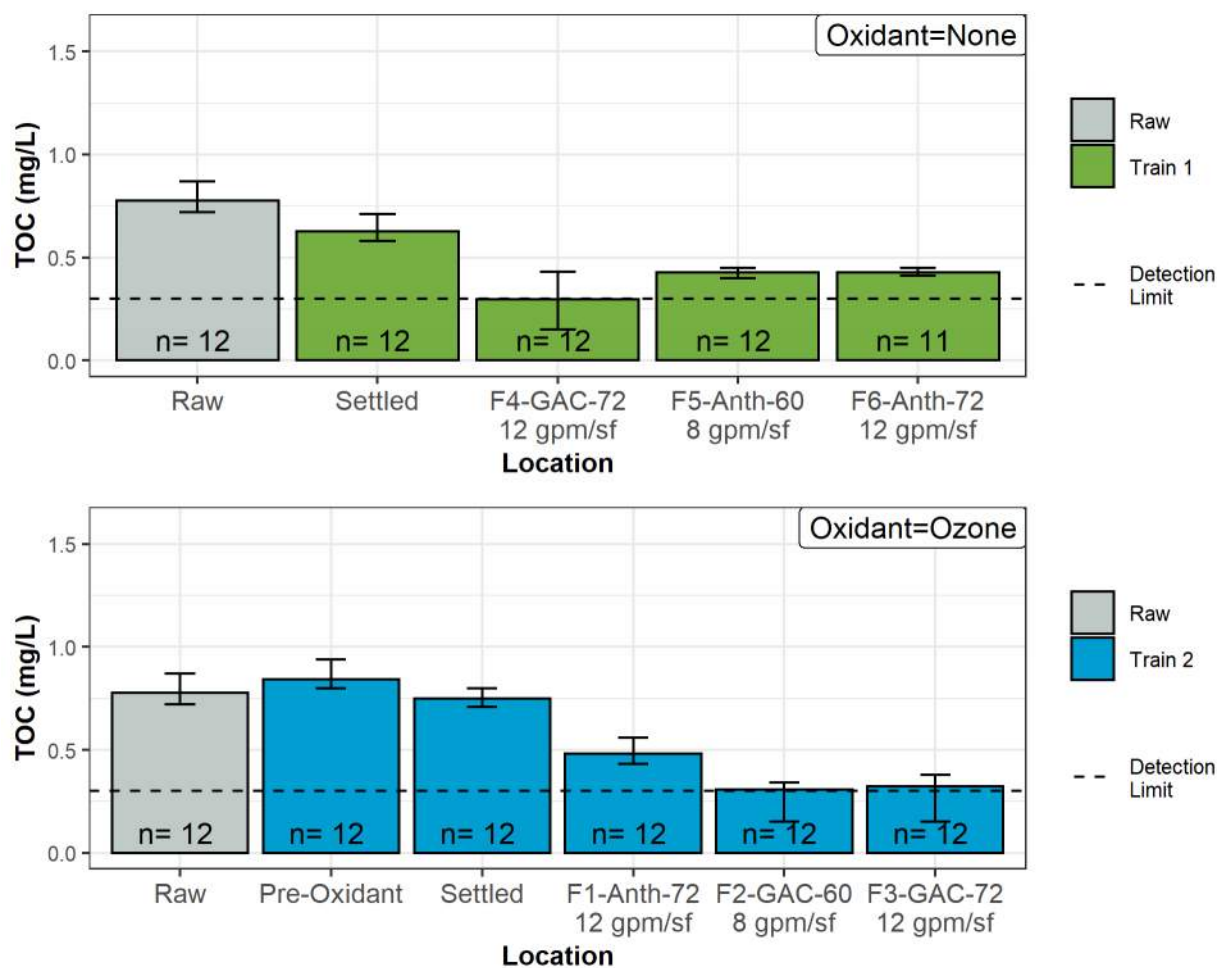 Oxidant=None
1.5
1.0
0.5
0.0
TOC (mg/L)
n= 12
n= 12
n= 12
n= 12
n= 11
Raw
Settled
F4-GAC-72
12 gpm/sf
F5-Anth-60
8 gpm/sf
F6-Anth-72
12 gpm/sf
Location
Raw
Train 1
Detection
Limit
Oxidant=Ozone
1.5
1.0
0.5
0.0
TOC (mg/L)
n= 12
n= 12
n= 12
n= 12
n= 12
n= 12
Raw
Pre-Oxidant
Settled
F1-Anth-72
12 gpm/sf
F2-GAC-60
8 gpm/sf
F3-GAC-72
12 gpm/sf
Location
Raw
Train 2
Detection
Limit